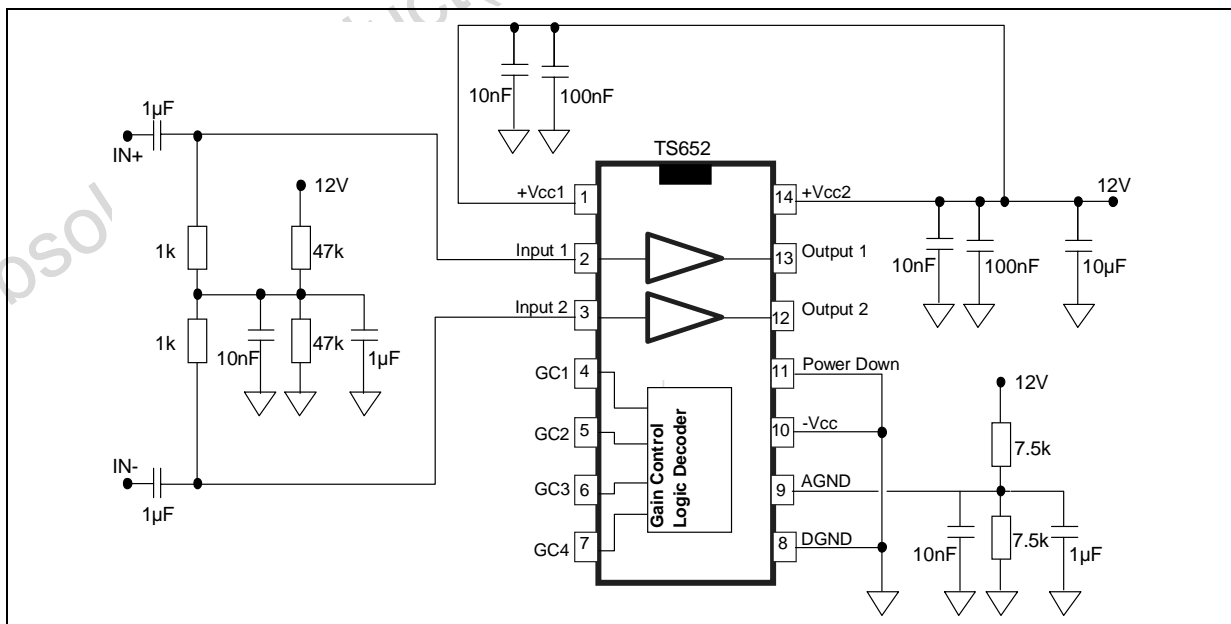 10nF
100nF
1µF
IN+
12V
1k
47k
1k
10nF
47k
1µF
IN-
1µF
TS652
+Vcc1
1
14
+Vcc2
12V
Input 1
2
13
Output 1
10nF
100nF
10µF
Input 2
3
12
Output 2
GC1
4
11
Power Down
GC2
5
10
-Vcc
GC3
6
9
AGND
GC4
7
8
DGND
Gain Control
Logic Decoder
12V
7.5k
10nF
7.5k
1µF